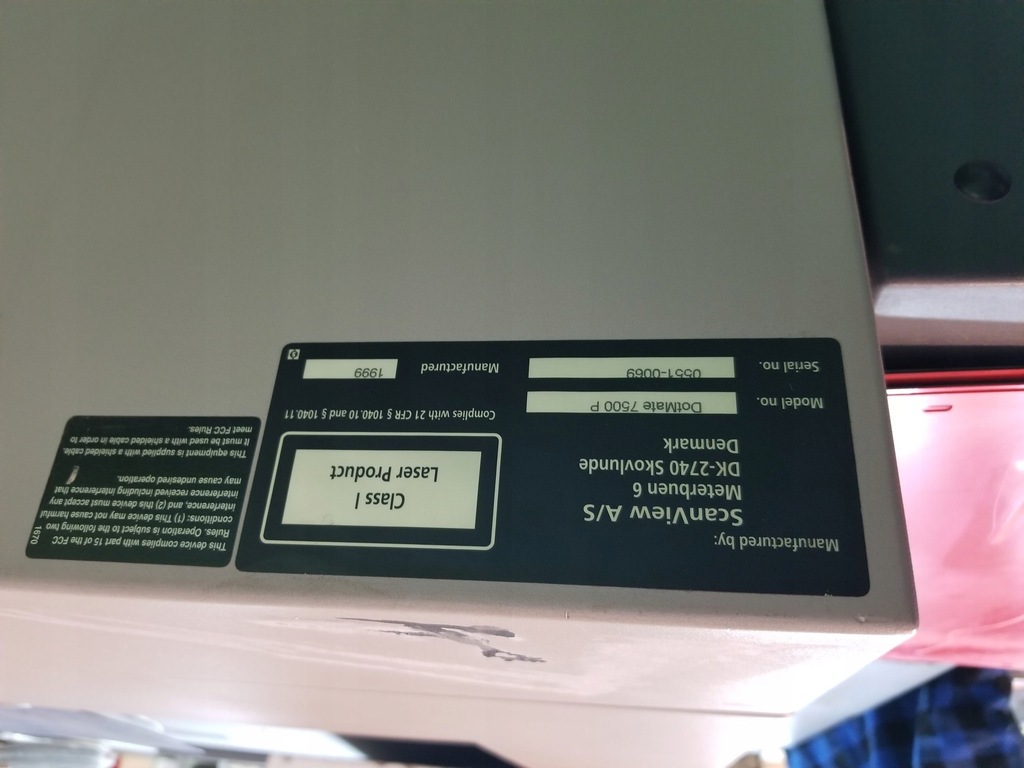 Manufactured by:
ScanView A/S
Meterbuen 6
DK-2740 Skovlunde
Denmark
Model no. DotMate 7500 P
Serial no. 0551-0069
Class I
Laser Product
Complies with 21 CFR § 1040.10 and § 1040.11
Manufactured 1999
This device complies with part 15 of the FCC
Rules. Operation is subject to the following two
conditions: (1) This device may not cause harmful
interference, and (2) this device must accept any
interference received including interference that
may cause undesired operation.
This equipment is supplied with a shielded cable.
It must be used with a shielded cable in order to
meet FCC Rules.
1670